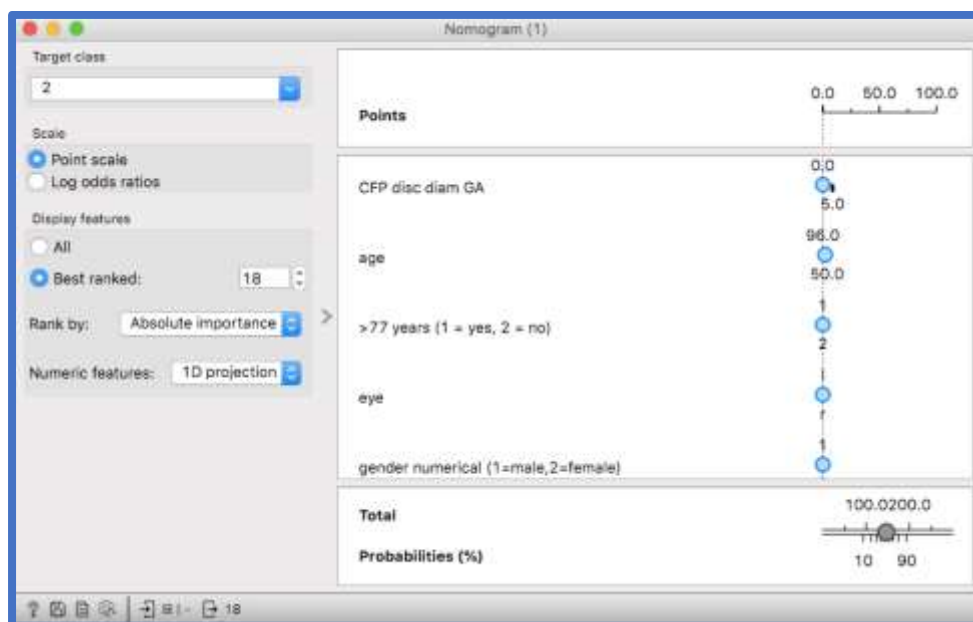 Nomogram (1)
Target class
2
Scale
Point scale
Log odds ratios
Display features
All
Best ranked: 18
Rank by: Absolute importance
Numeric features: 1D projection
0.0 50.0 100.0
Points
0.0
CFP disc diam GA
5.0
96.0
age
50.0
1
>77 years (1 = yes, 2 = no)
2
l
eye
r
1
gender numerical (1=male,2=female)
100.0200.0
Total
Probabilities (%)
10 90
? 18